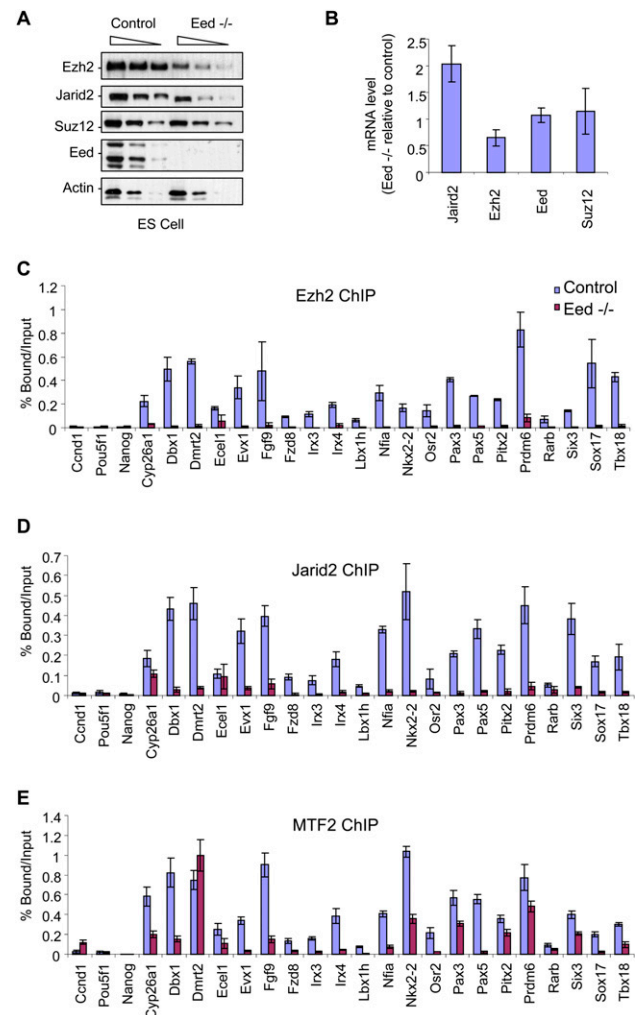 A
Control Eed -/-
Ezh2
Jarid2
Suz12
Eed
Actin
ES Cell
B
mRNA level
(Eed -/- relative to control)
2.5
2
1.5
1
0.5
0
Jaird2
Ezh2
Eed
Suz12
C
Ezh2 ChIP
Control
Eed -/-
% Bound/Input
1.2
1
0.8
0.6
0.4
0.2
0
Ccnd1
Pou5f1
Nanog
Cyp26a1
Dbx1
Dmrt2
Ecel1
Evx1
Fgf9
Fzd8
Irx3
Irx4
Lbx1h
Nfia
Nkx2-2
Osr2
Pax3
Pax5
Pitx2
Prdm6
Rarb
Six3
Sox17
Tbx18
D
Jarid2 ChIP
% Bound/Input
0.7
0.6
0.5
0.4
0.3
0.2
0.1
0
Ccnd1
Pou5f1
Nanog
Cyp26a1
Dbx1
Dmrt2
Ecel1
Evx1
Fgf9
Fzd8
Irx3
Irx4
Lbx1h
Nfia
Nkx2-2
Osr2
Pax3
Pax5
Pitx2
Prdm6
Rarb
Six3
Sox17
Tbx18
E
MTF2 ChIP
% Bound/Input
1.4
1.2
1
0.8
0.6
0.4
0.2
0
Ccnd1
Pou5f1
Nanog
Cyp26a1
Dbx1
Dmrt2
Ecel1
Evx1
Fgf9
Fzd8
Irx3
Irx4
Lbx1h
Nfia
Nkx2-2
Osr2
Pax3
Pax5
Pitx2
Prdm6
Rarb
Six3
Sox17
Tbx18